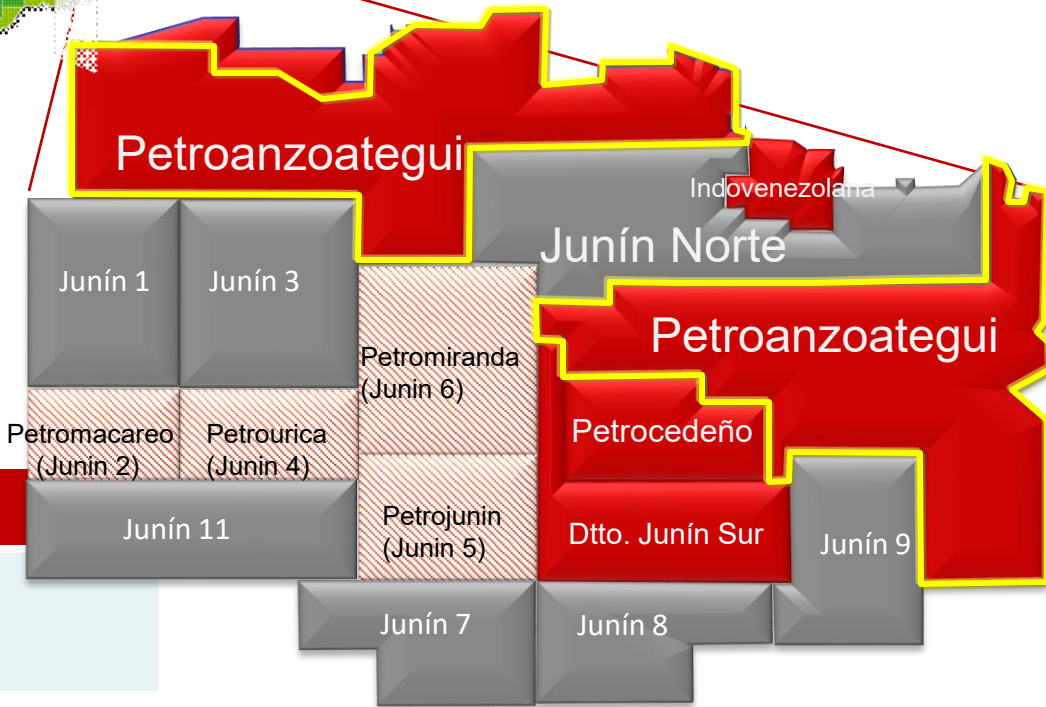 Petroanzoategui
Indovenezolana
Junín Norte
Junín 1
Junín 3
Petroanzoategui
Petromiranda
(Junin 6)
Petrocedeño
Petromacareo
(Junin 2)
Petrourica
(Junin 4)
Petrojunin
(Junin 5)
Junín 11
Dtto. Junín Sur
Junín 9
Junín 7
Junín 8